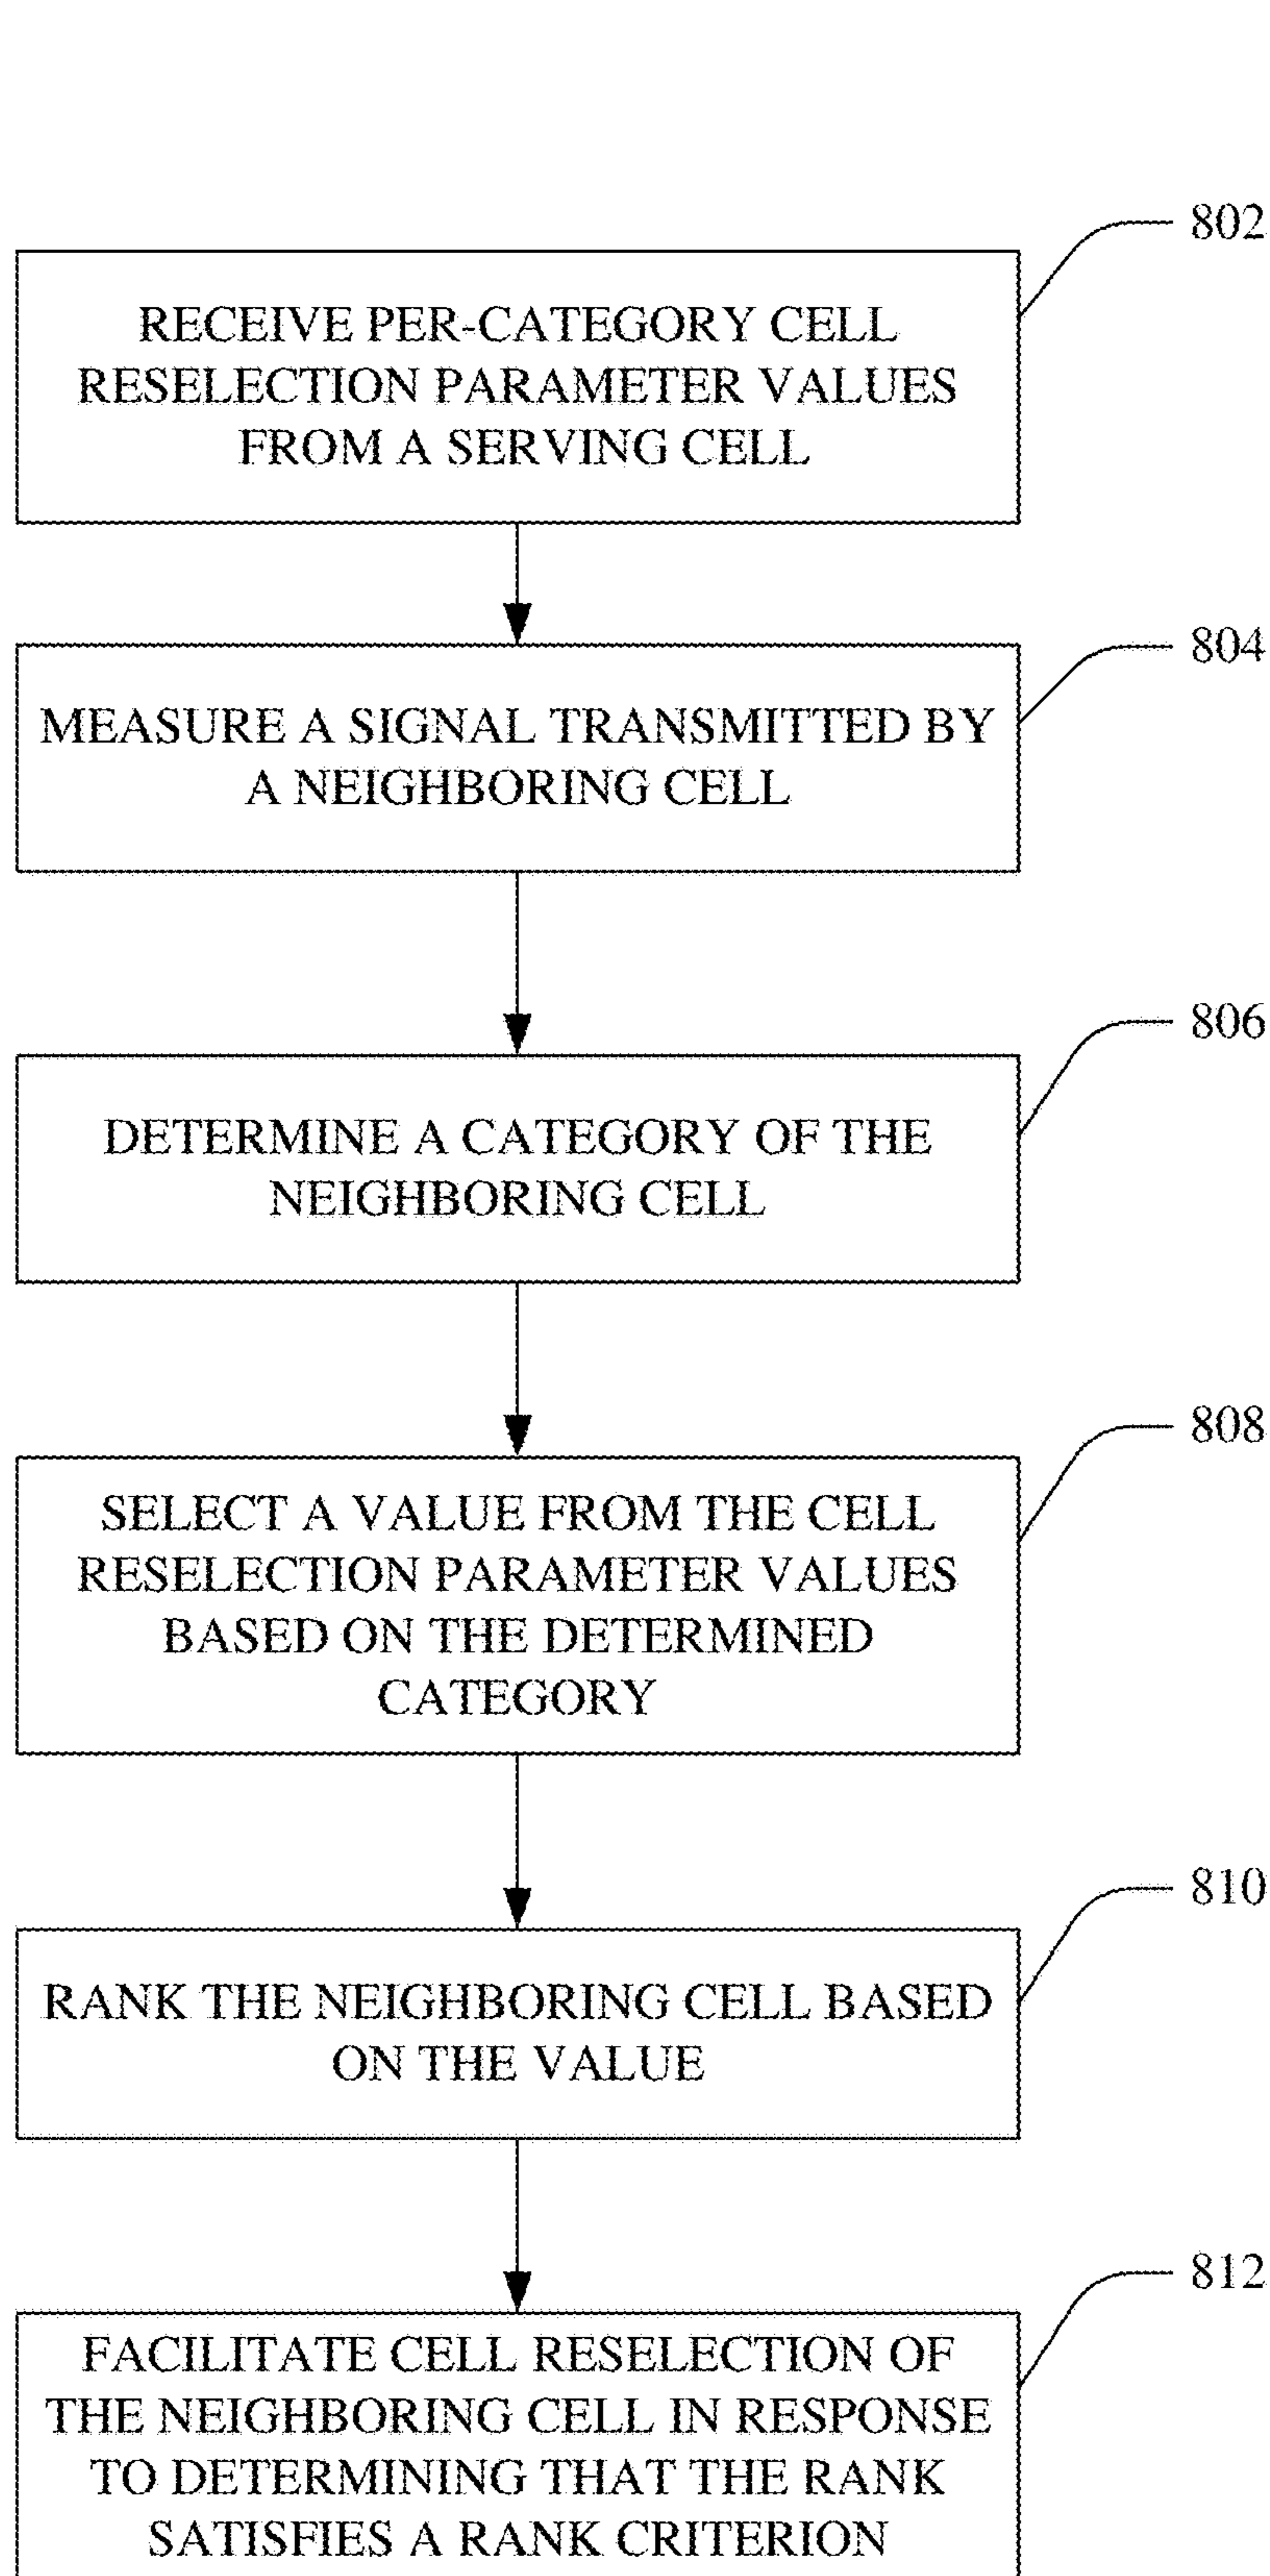 802
RECEIVE PER-CATEGORY CELL
RESELECTION PARAMETER VALUES
FROM A SERVING CELL
804
MEASURE A SIGNAL TRANSMITTED BY
A NEIGHBORING CELL
806
DETERMINE A CATEGORY OF THE
NEIGHBORING CELL
808
SELECT A VALUE FROM THE CELL
RESELECTION PARAMETER VALUES
BASED ON THE DETERMINED
CATEGORY
810
RANK THE NEIGHBORING CELL BASED
ON THE VALUE
812
FACILITATE CELL RESELECTION OF
THE NEIGHBORING CELL IN RESPONSE
TO DETERMINING THAT THE RANK
SATISFIES A RANK CRITERION